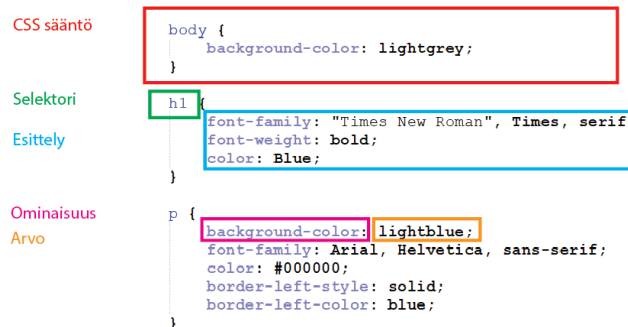 CSS sääntö
body {
background-color: lightgrey;
}
Selektori
h1 {
Esittely
font-family: "Times New Roman", Times, serif
font-weight: bold;
color: Blue;
}
Ominaisuus
p {
Arvo
background-color: lightblue;
font-family: Arial, Helvetica, sans-serif;
color: #000000;
border-left-style: solid;
border-left-color: blue;
}